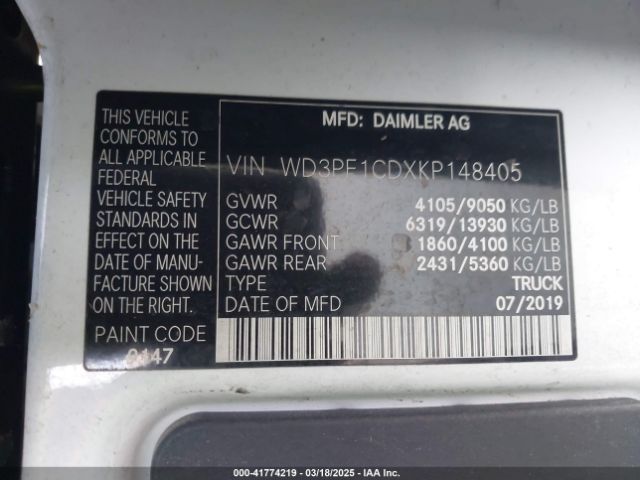 MFD: DAIMLER AG
THIS VEHICLE
CONFORMS TO
ALL APPLICABLE
FEDERAL
VEHICLE SAFETY
STANDARDS IN
EFFECT ON THE
DATE OF MANU-
FACTURE SHOWN
ON THE RIGHT.
PAINT CODE
VIN WD3PF1CDXKP148405
GVWR 4105/9050 KG/LB
GCWR 6319/13930 KG/LB
GAWR FRONT 1860/4100 KG/LB
GAWR REAR 2431/5360 KG/LB
TYPE TRUCK
DATE OF MFD 07/2019
000-41774219 | 03/18/2025 — IAA Inc.